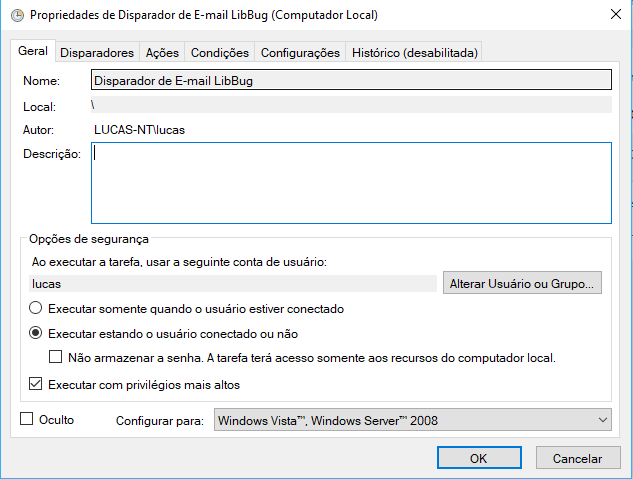 Propriedades de Disparador de E-mail LibBug (Computador Local)
Geral Disparadores Ações Condições Configurações Histórico (desabilitada)
Nome: Disparador de E-mail LibBug
Local: \
Autor: LUCAS-NT\lucas
Descrição:
Opções de segurança
Ao executar a tarefa, usar a seguinte conta de usuário:
lucas Alterar Usuário ou Grupo...
Executar somente quando o usuário estiver conectado
Executar estando o usuário conectado ou não
Não armazenar a senha. A tarefa terá acesso somente aos recursos do computador local.
Executar com privilégios mais altos
Oculto Configurar para: Windows Vista™, Windows Server™ 2008
OK Cancelar